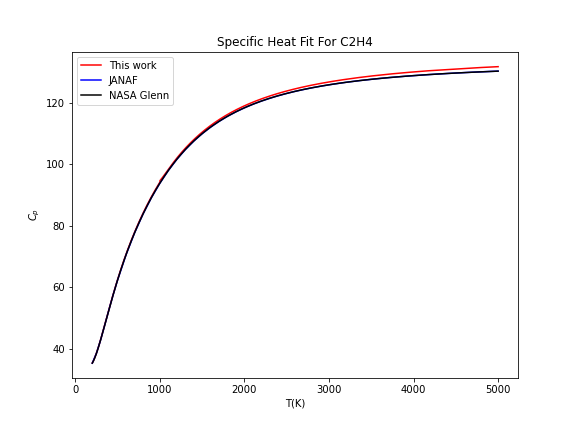 Specific Heat Fit For C2H4
This work
JANAF
NASA Glenn
120
100
80
60
40
C_p
0 1000 2000 3000 4000 5000
T(K)